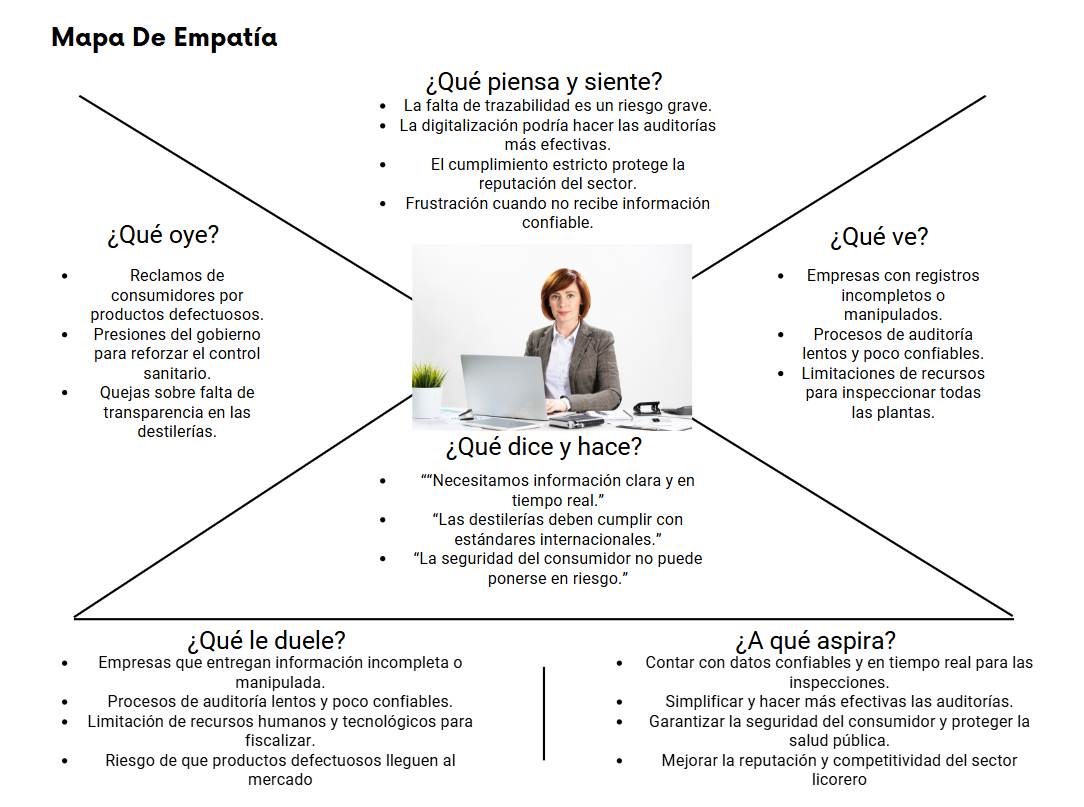 Mapa De Empatía
¿Qué piensa y siente?
• La falta de trazabilidad es un riesgo grave.
• La digitalización podría hacer las auditorías
más efectivas.
• El cumplimiento estricto protege la
reputación del sector.
• Frustración cuando no recibe información
confiable.
¿Qué oye?
• Reclamos de
consumidores por
productos defectuosos.
• Presiones del gobierno
para reforzar el control
sanitario.
• Quejas sobre falta de
transparencia en las
destilerías.
¿Qué ve?
• Empresas con registros
incompletos o
manipulados.
• Procesos de auditoría
lentos y poco confiables.
• Limitaciones de recursos
para inspeccionar todas
las plantas.
¿Qué dice y hace?
• ““Necesitamos información clara y en
tiempo real.”
• “Las destilerías deben cumplir con
estándares internacionales.”
• “La seguridad del consumidor no puede
ponerse en riesgo.”
¿Qué le duele?
• Empresas que entregan información incompleta o
manipulada.
• Procesos de auditoría lentos y poco confiables.
• Limitación de recursos humanos y tecnológicos para
fiscalizar.
• Riesgo de que productos defectuosos lleguen al
mercado
¿A qué aspira?
• Contar con datos confiables y en tiempo real para las
inspecciones.
• Simplificar y hacer más efectivas las auditorías.
• Garantizar la seguridad del consumidor y proteger la
salud pública.
• Mejorar la reputación y competitividad del sector
licorero